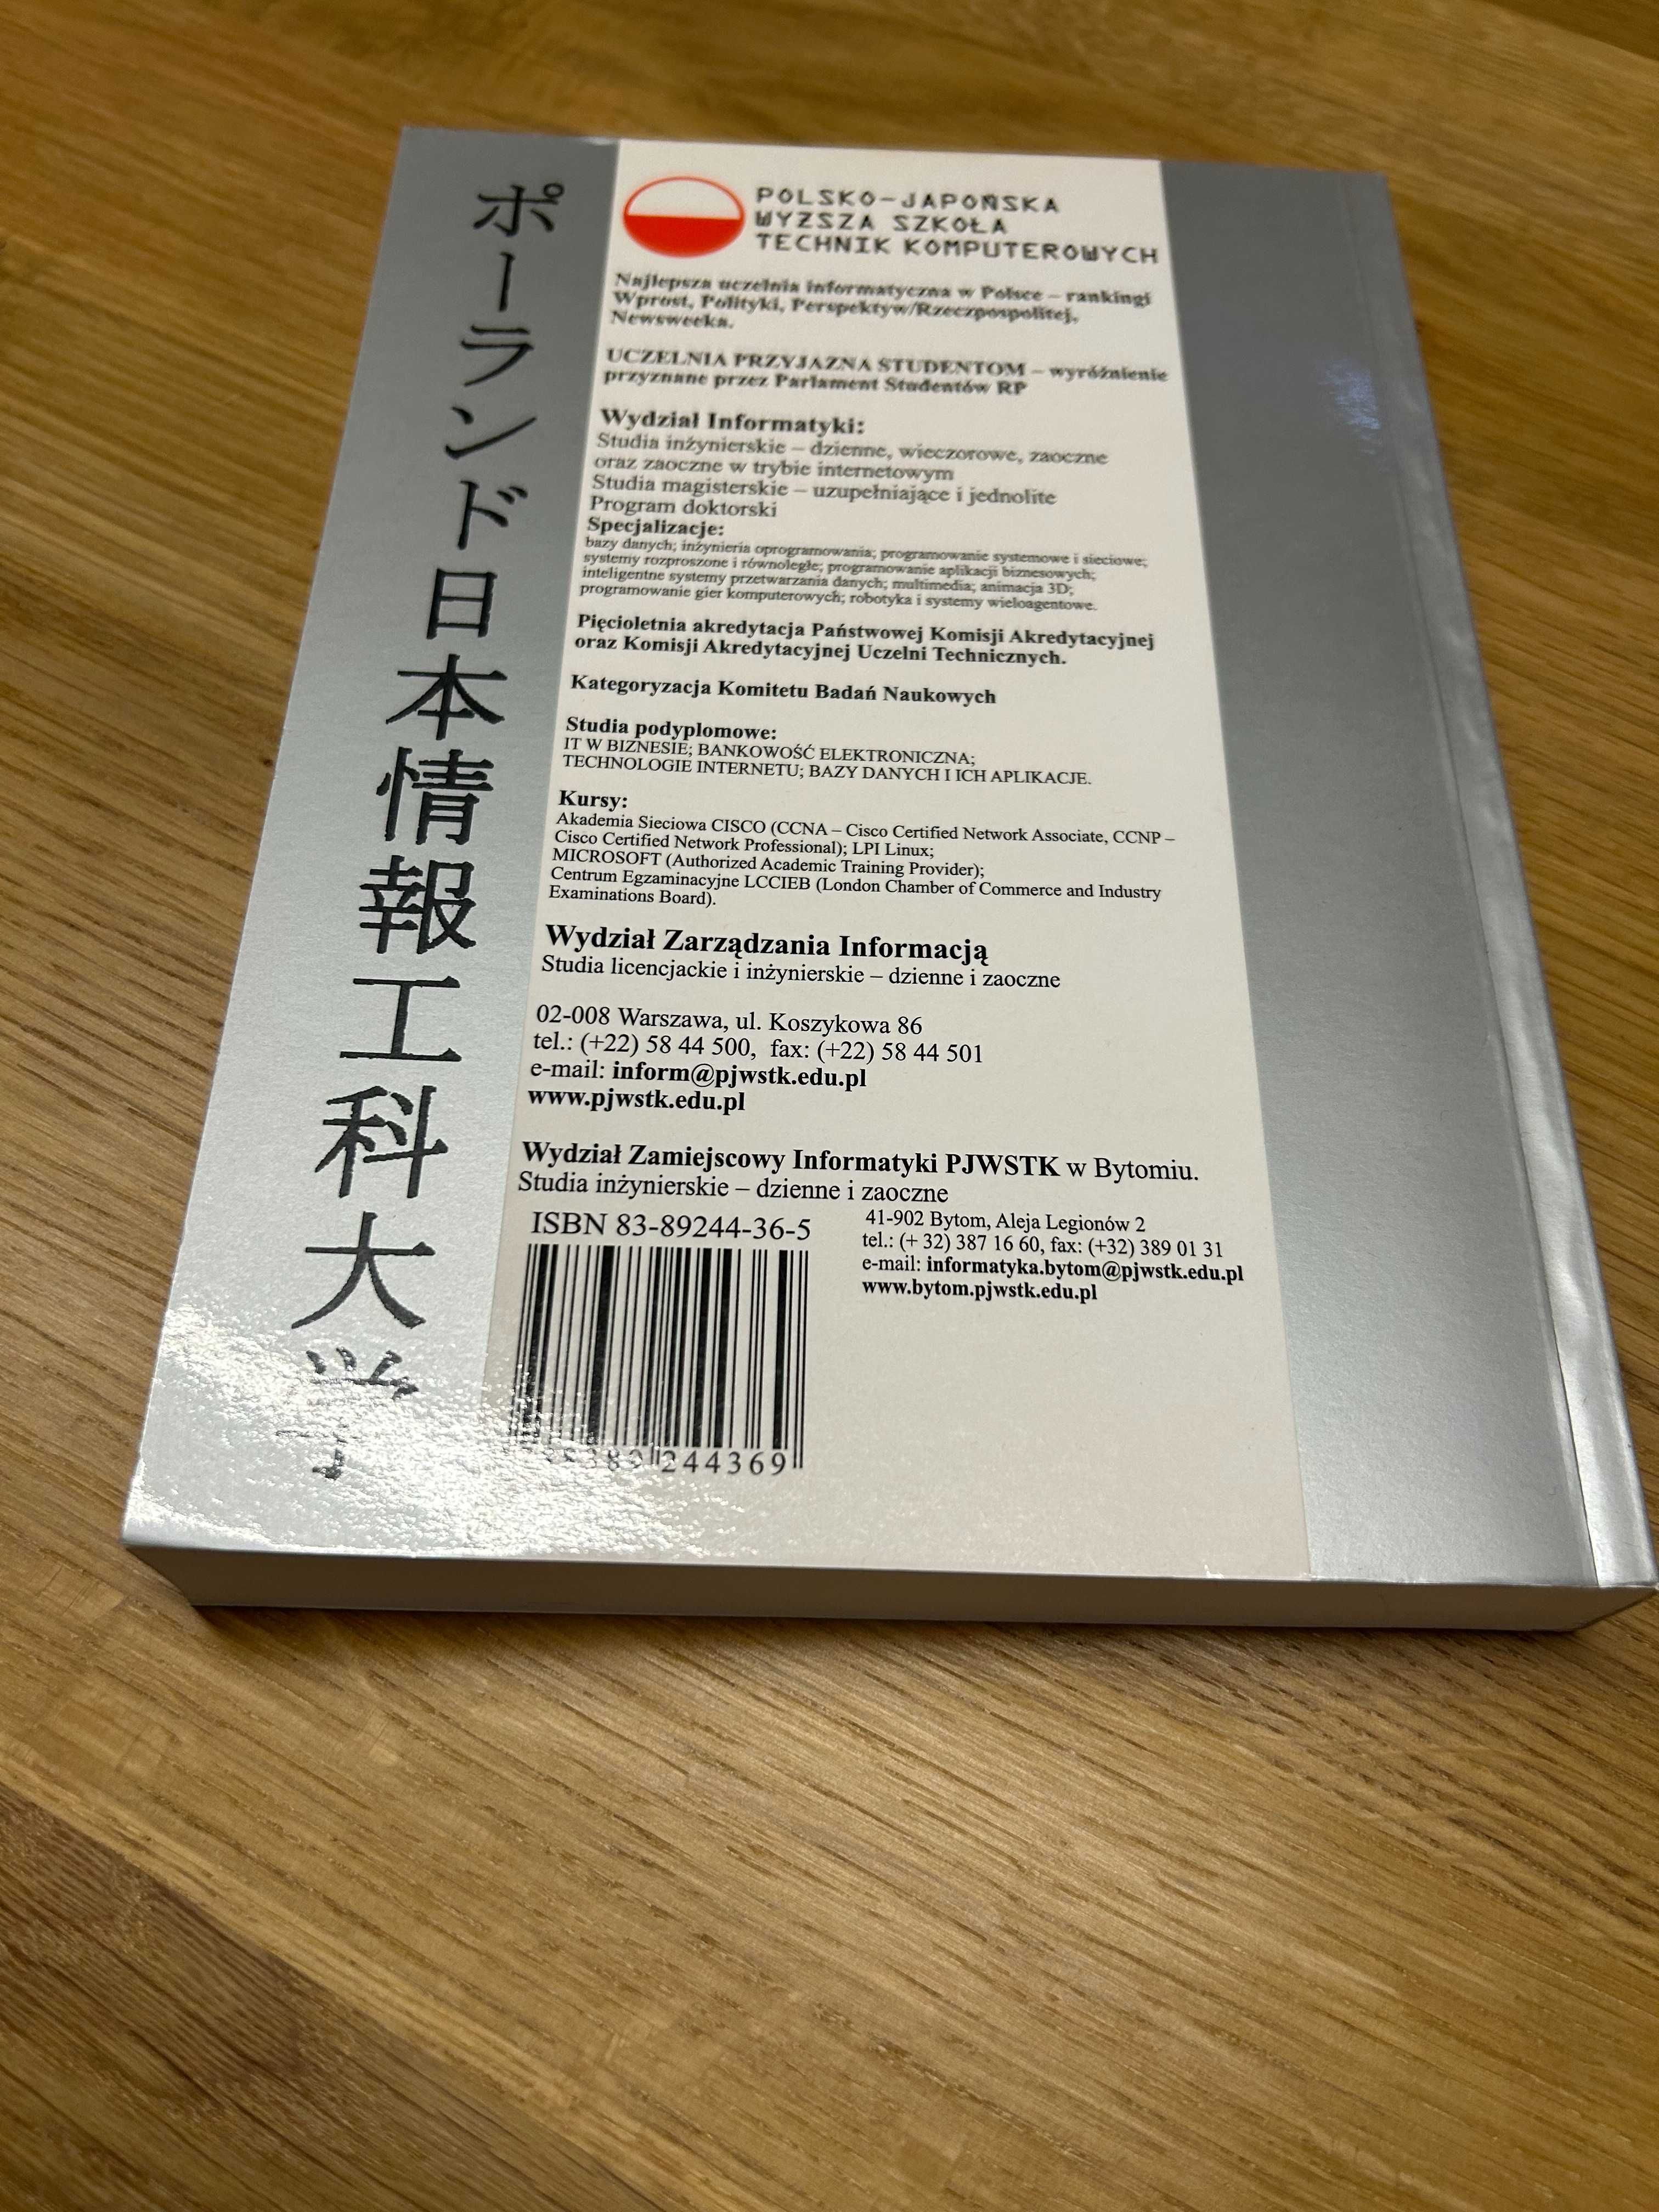 ポーランド日本情報工科大学
POLSKO-JAPOŃSKA
WYŻSZA SZKOŁA
TECHNIK KOMPUTEROWYCH
Najlepsza uczelnia informatyczna w Polsce – rankingi
Wprost, Polityki, Perspektyw/Rzeczpospolitej,
Newsweeka.
UCZELNIA PRZYJAZNA STUDENTOM – wyróżnienie
przyznane przez Parlament Studentów RP
Wydział Informatyki:
Studia inżynierskie – dzienne, wieczorowe, zaoczne
oraz zaoczne w trybie internetowym
Studia magisterskie – uzupełniające i jednolite
Program doktorski
Specjalizacje:
bazy danych; inżynieria oprogramowania; programowanie systemowe i sieciowe;
systemy rozproszone i równoległe; programowanie aplikacji biznesowych;
inteligentne systemy przetwarzania danych; multimedia; animacja 3D;
programowanie gier komputerowych; robotyka i systemy wieloagentowe.
Pięcioletnia akredytacja Państwowej Komisji Akredytacyjnej
oraz Komisji Akredytacyjnej Uczelni Technicznych.
Kategoryzacja Komitetu Badań Naukowych
Studia podyplomowe:
IT W BIZNESIE; BANKOWOŚĆ ELEKTRONICZNA;
TECHNOLOGIE INTERNETU; BAZY DANYCH I ICH APLIKACJE.
Kursy:
Akademia Sieciowa CISCO (CCNA – Cisco Certified Network Associate, CCNP –
Cisco Certified Network Professional); LPI Linux;
MICROSOFT (Authorized Academic Training Provider);
Centrum Egzaminacyjne LCCIEB (London Chamber of Commerce and Industry
Examinations Board).
Wydział Zarządzania Informacją
Studia licencjackie i inżynierskie – dzienne i zaoczne
02-008 Warszawa, ul. Koszykowa 86
tel.: (+22) 58 44 500, fax: (+22) 58 44 501
e-mail: inform@pjwstk.edu.pl
www.pjwstk.edu.pl
Wydział Zamiejscowy Informatyki PJWSTK w Bytomiu.
Studia inżynierskie – dzienne i zaoczne
ISBN 83-89244-36-5
41-902 Bytom, Aleja Legionów 2
tel.: (+ 32) 387 16 60, fax: (+32) 389 01 31
e-mail: informatyka.bytom@pjwstk.edu.pl
www.bytom.pjwstk.edu.pl
244369